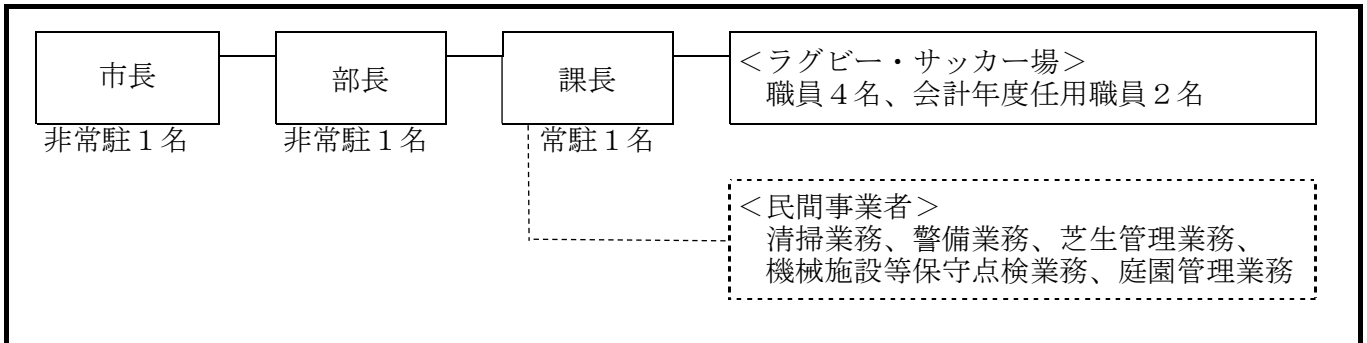 市長
非常駐１名
部長
非常駐１名
課長
常駐１名
＜ラグビー・サッカー場＞
職員４名、会計年度任用職員２名
＜民間事業者＞
清掃業務、警備業務、芝生管理業務、
機械施設等保守点検業務、庭園管理業務